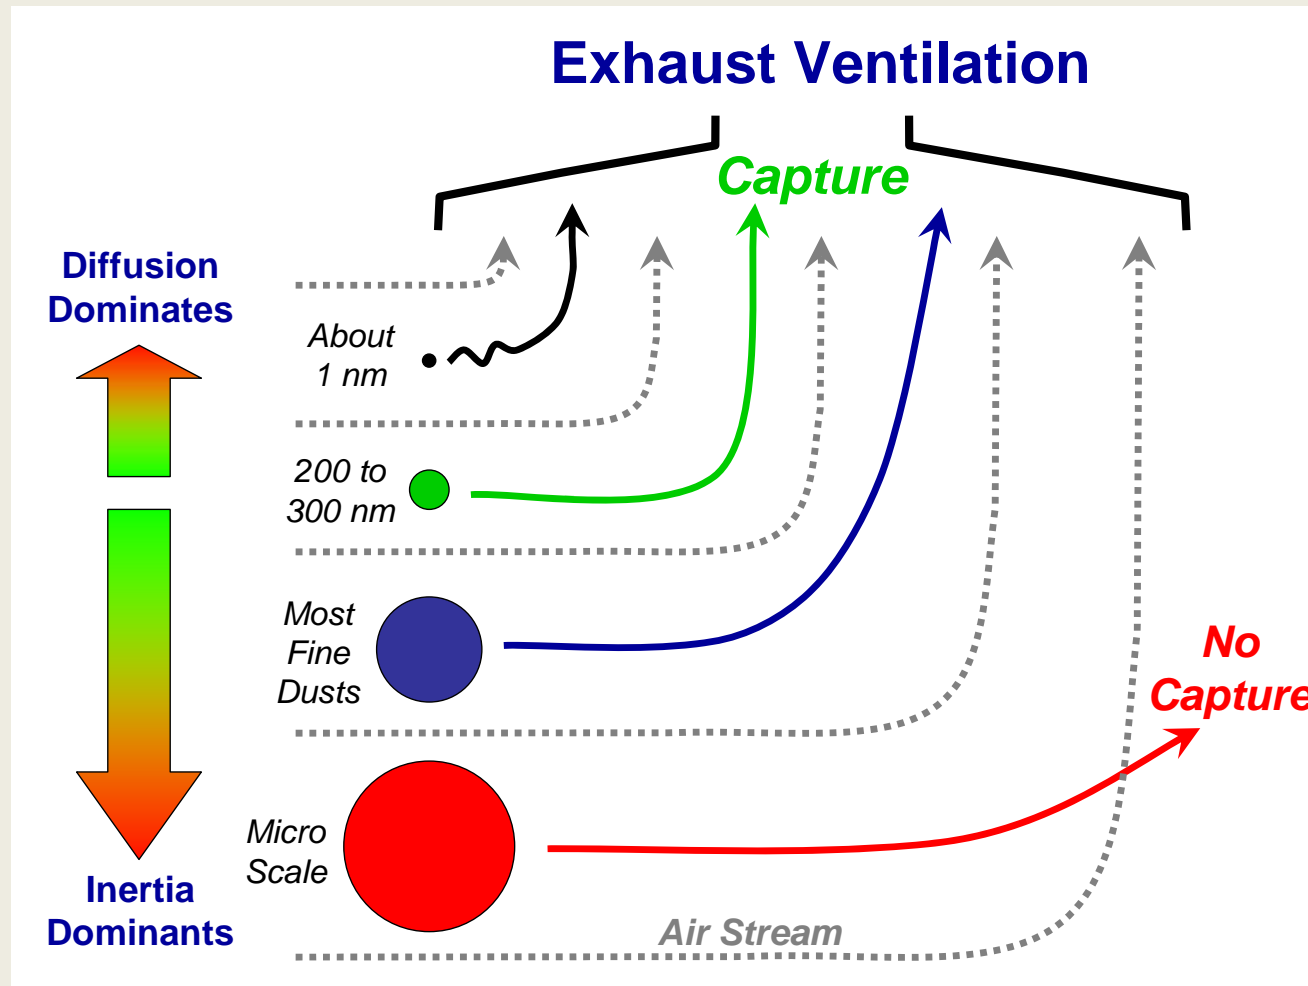 Exhaust Ventilation
Capture
Diffusion
Dominates
About
1 nm
200 to
300 nm
Most
Fine
Dusts
No
Capture
Micro
Scale
Inertia
Dominants
Air Stream